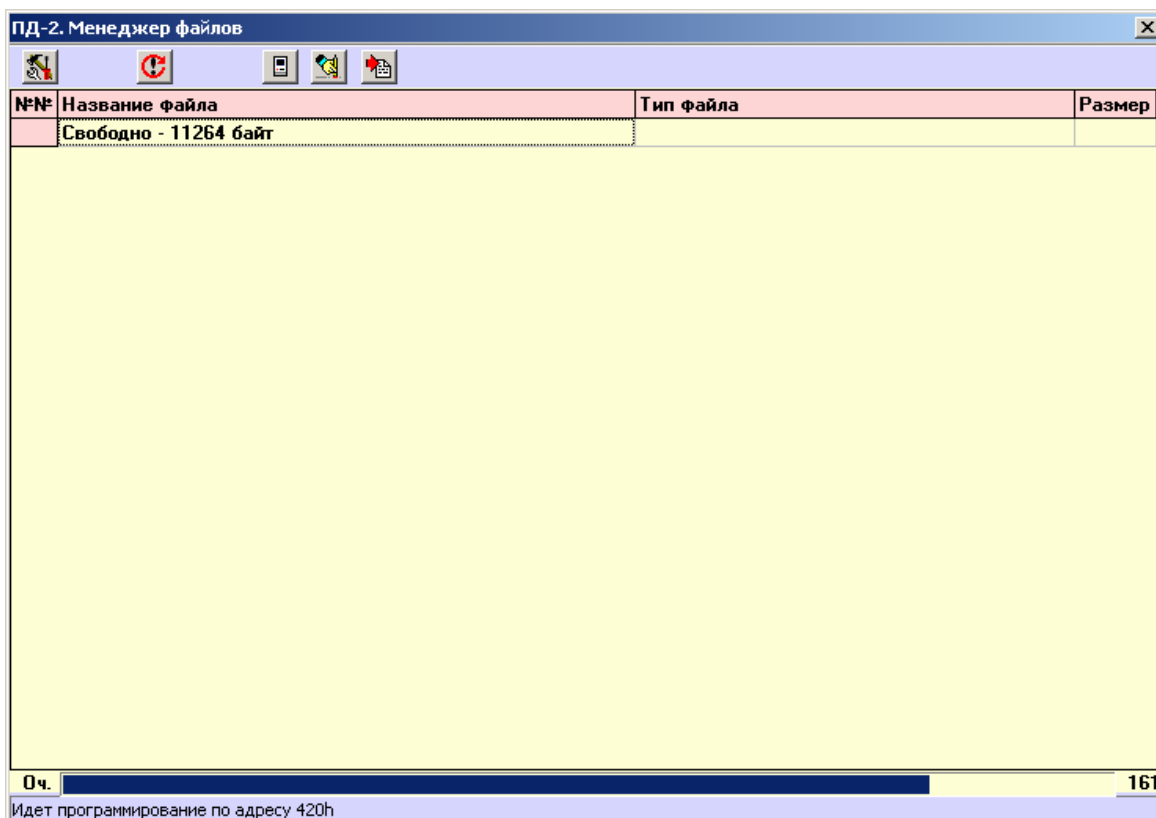 ПД-2. Менеджер файлов
№№ Название файла Тип файла Размер
Свободно - 11264 байт
Оч. 161
Идет программирование по адресу 420h